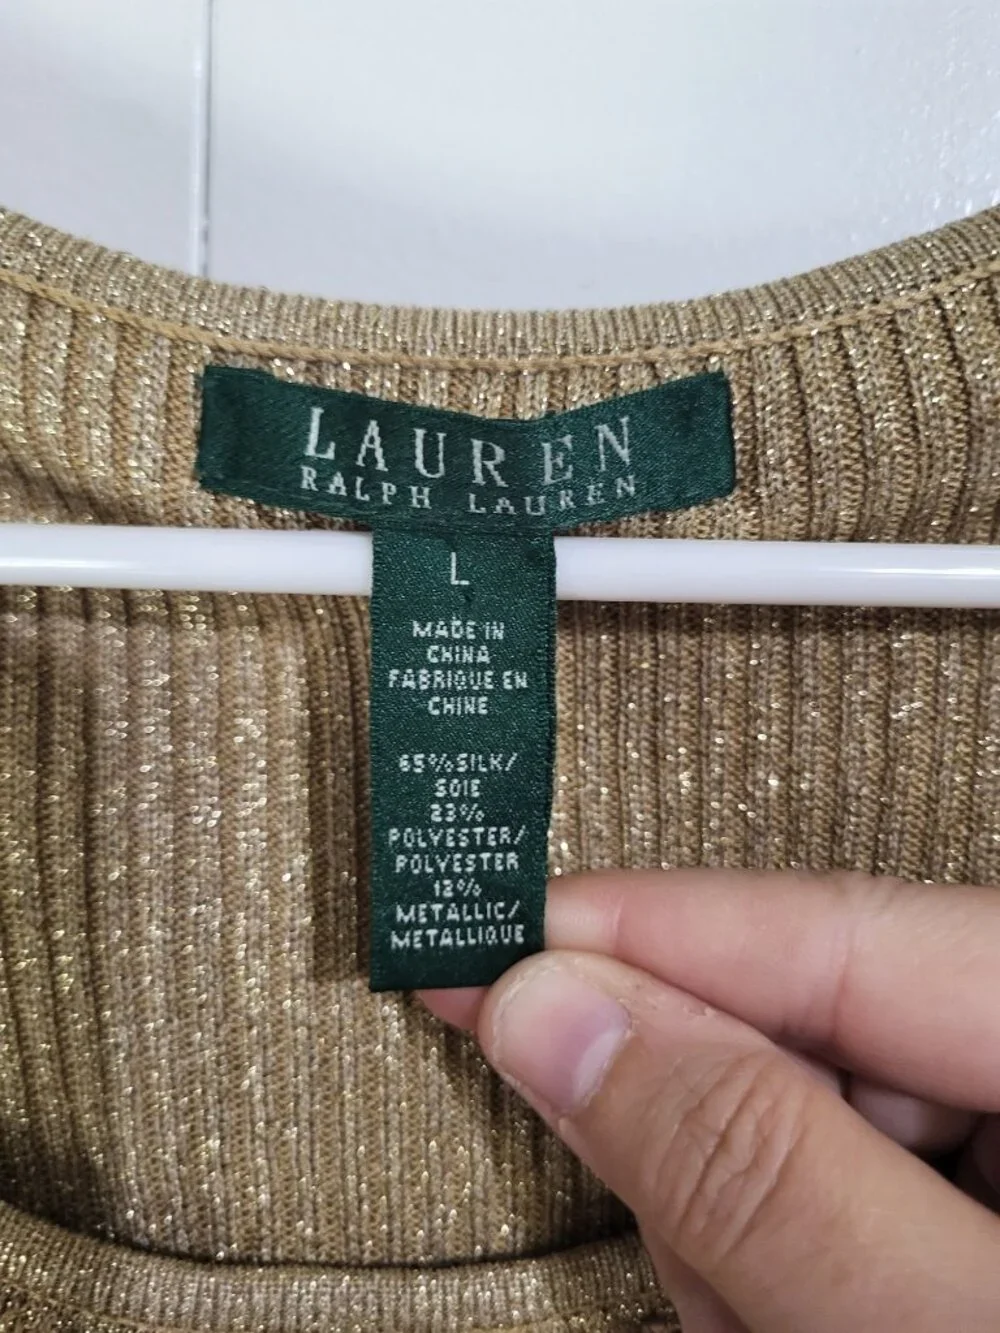 LAUREN
RALPH LAUREN
L
MADE IN
CHINA
FABRIQUE EN
CHINE
65% SILK/
SOIE
23%
POLYESTER/
POLYESTER
12%
METALLIC/
METALLIQUE